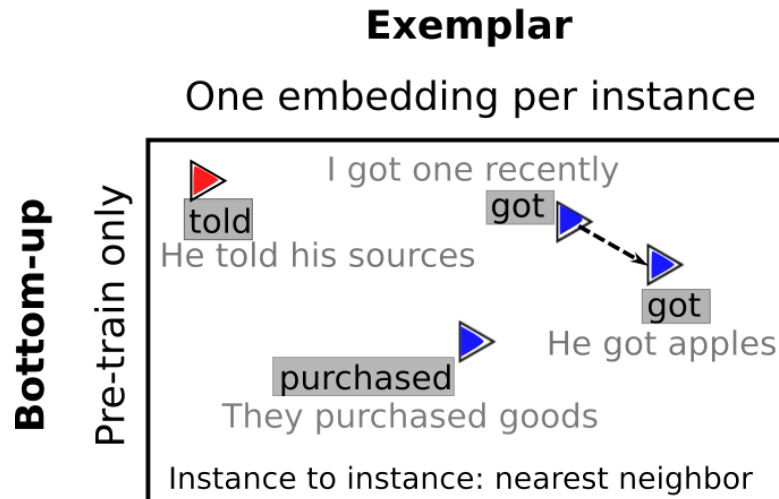 Exemplar
One embedding per instance
Bottom-up
Pre-train only
I got one recently
got
told
He told his sources
got
He got apples
purchased
They purchased goods
Instance to instance: nearest neighbor